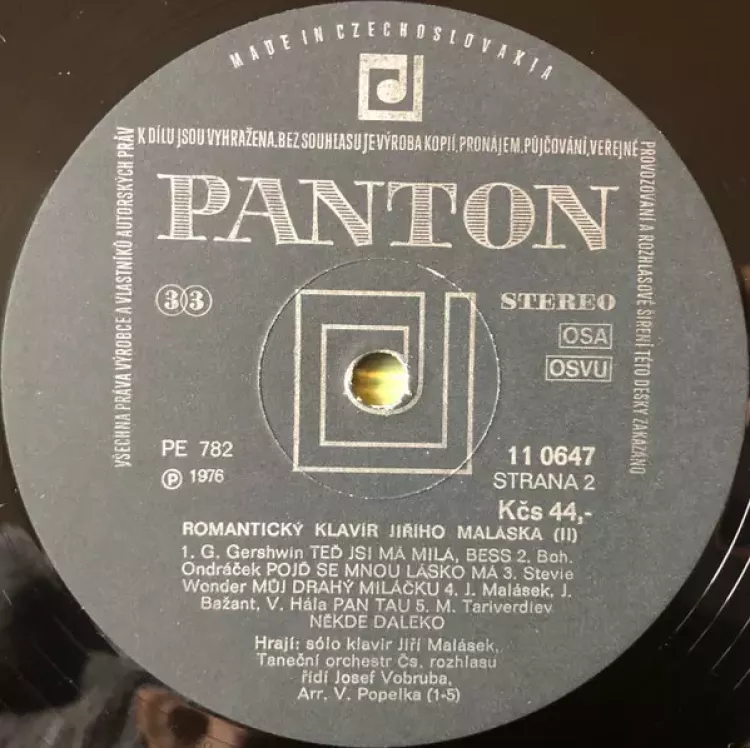 MADE IN CZECHOSLOVAKIA
VŠECHNA PRÁVA VÝROBCE A VLASTNÍKŮ AUTORSKÝCH PRÁV
K DÍLU JSOU VYHRAŽENA. BEZ SOUHLASU JE VÝROBA KOPIÍ, PRONÁJEM, PŮJČOVÁNÍ, VEŘEJNÉ
PROVOZOVÁNÍ A ROZHLASOVÉ ŠÍŘENÍ TÉTO DESKY ZAKÁZÁNO
PANTON
33
STEREO
OSA
OSVU
PE 782
℗ 1976
11 0647
STRANA 2
Kčs 44,-
ROMANTICKÝ KLAVÍR JIŘÍHO MALÁSKA (II)
1. G. Gershwin TEĎ JSI MÁ MILÁ, BESS 2. Boh.
Ondráček POJĎ SE MNOU LÁSKO MÁ 3. Stevie
Wonder MŮJ DRAHÝ MILÁČKU 4. J. Malásek, J.
Bažant, V. Hála PAN TAU 5. M. Tariverdiev
NĚKDE DALEKO
Hrají: sólo klavír Jiří Malásek,
Taneční orchestr Čs. rozhlasu
řídí Josef Vobruba,
Arr. V. Popelka (1-5)